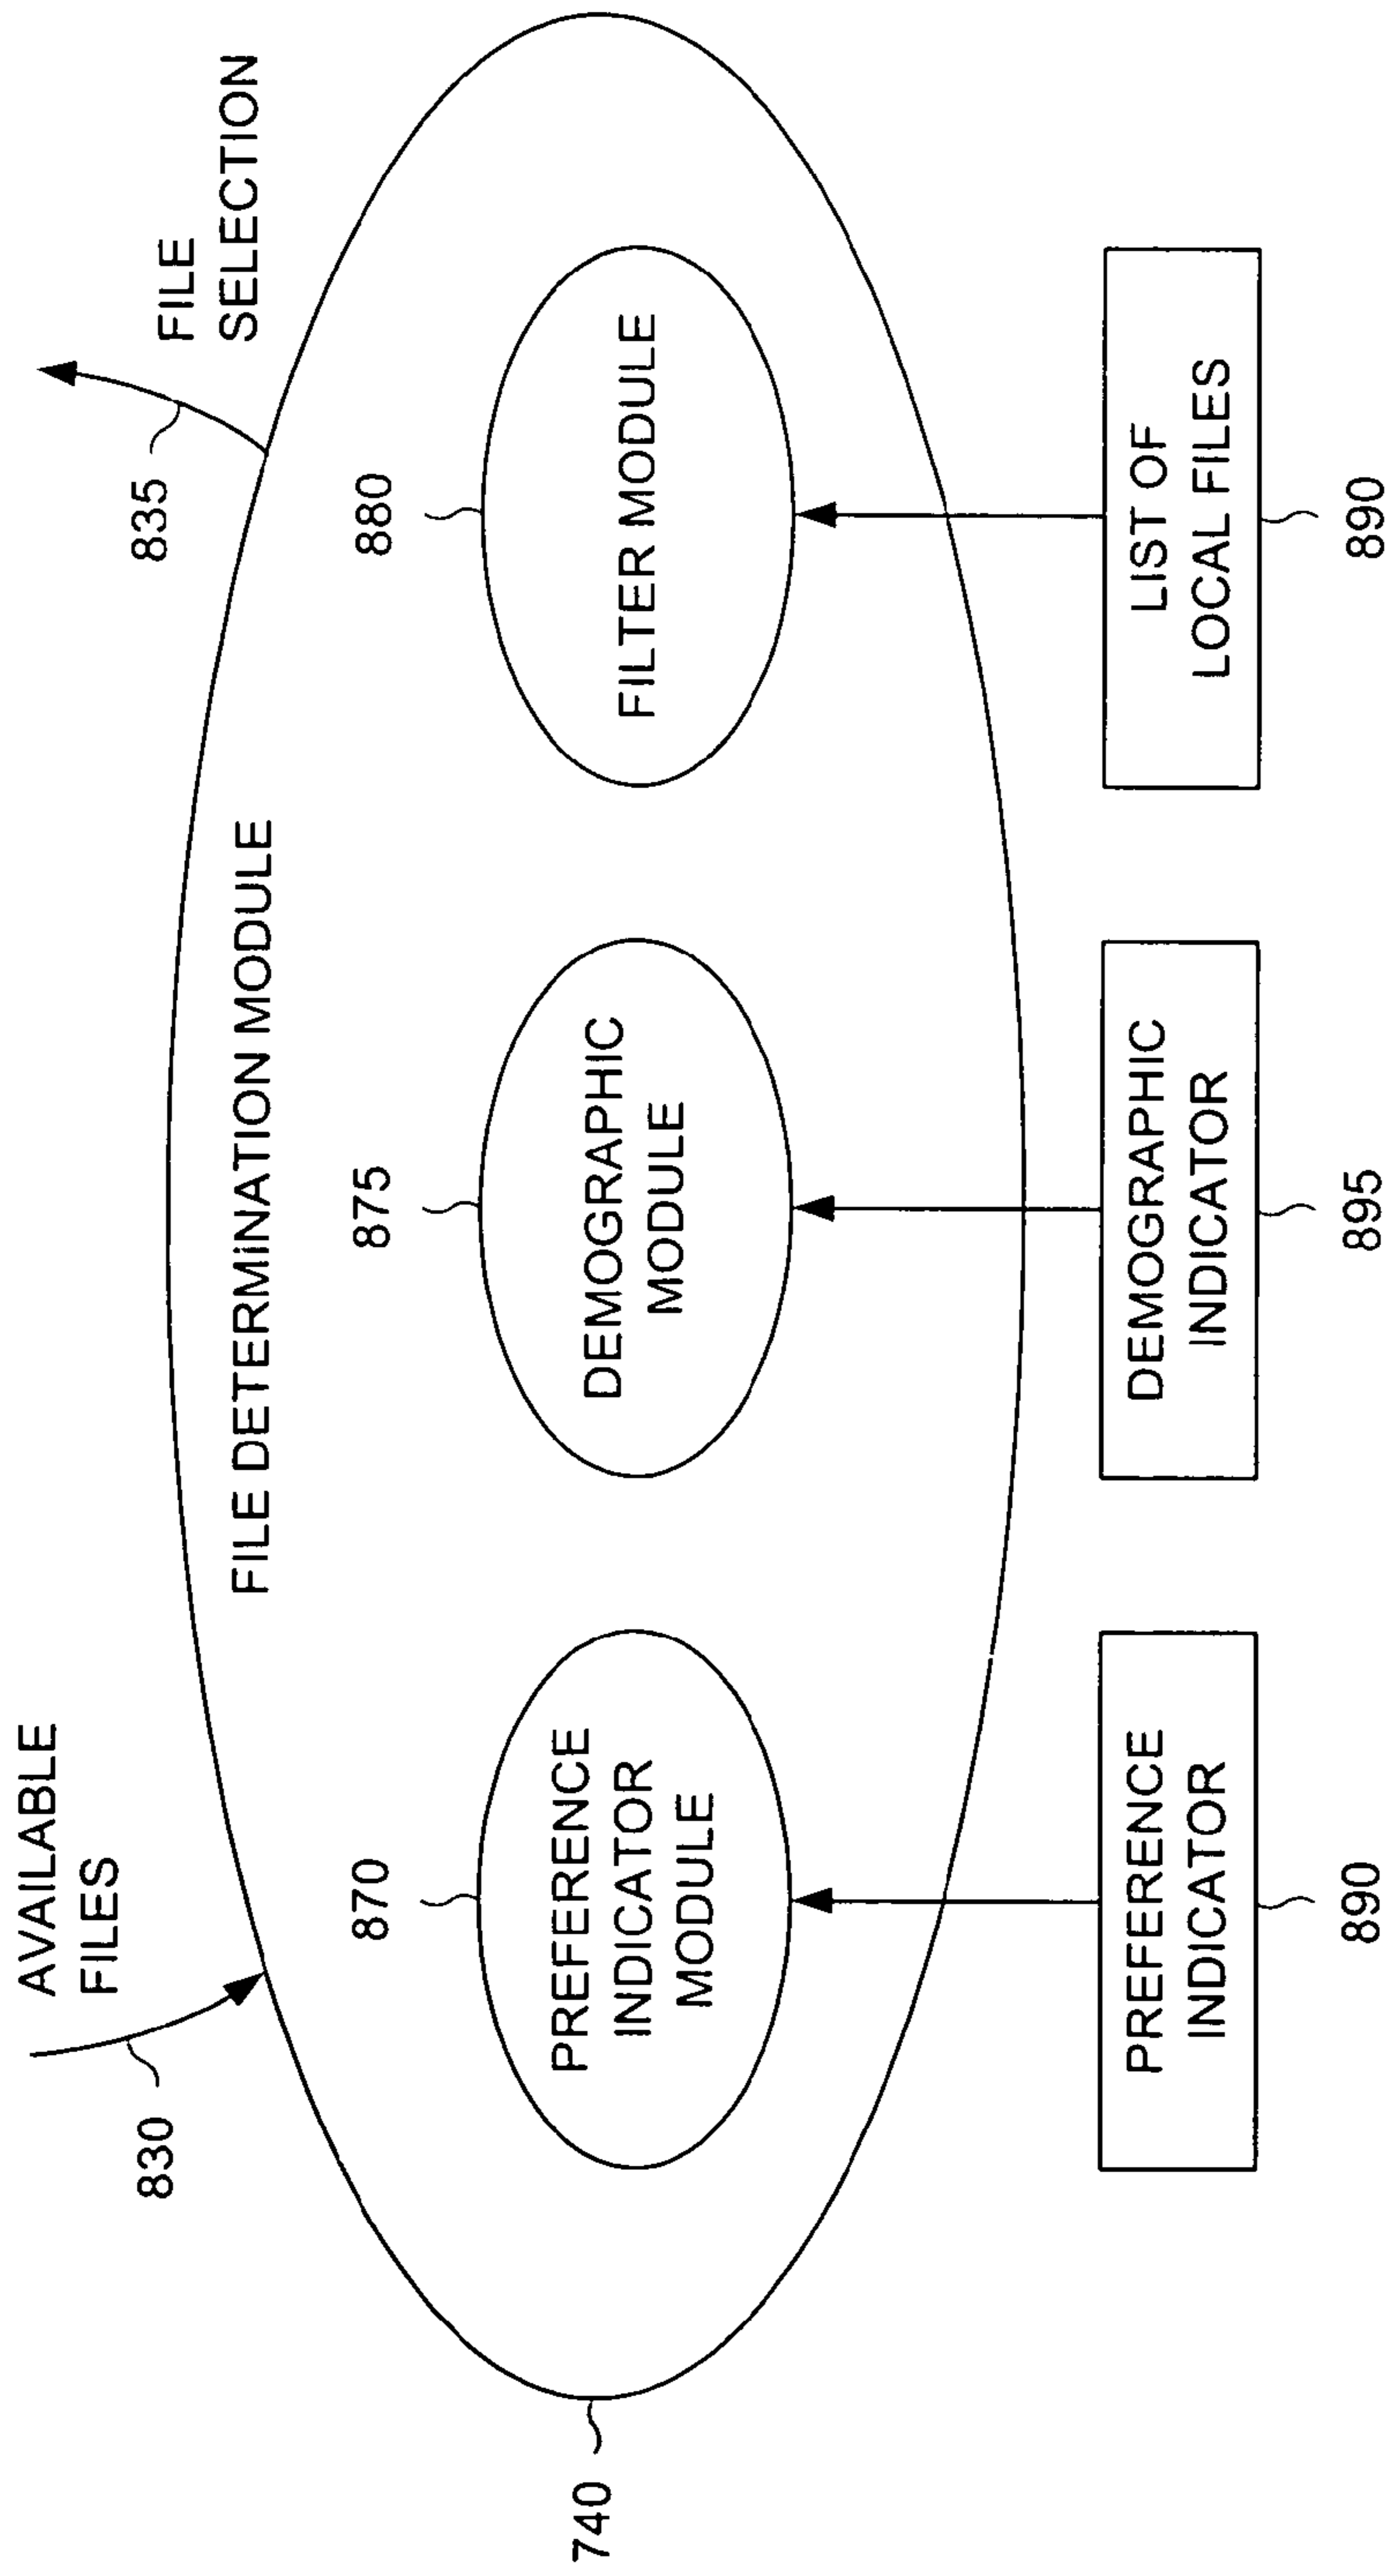 AVAILABLE
FILES
830
FILE
SELECTION
835
FILE DETERMINATION MODULE
740
870
PREFERENCE
INDICATOR
MODULE
875
DEMOGRAPHIC
MODULE
880
FILTER MODULE
PREFERENCE
INDICATOR
890
DEMOGRAPHIC
INDICATOR
895
LIST OF
LOCAL FILES
890